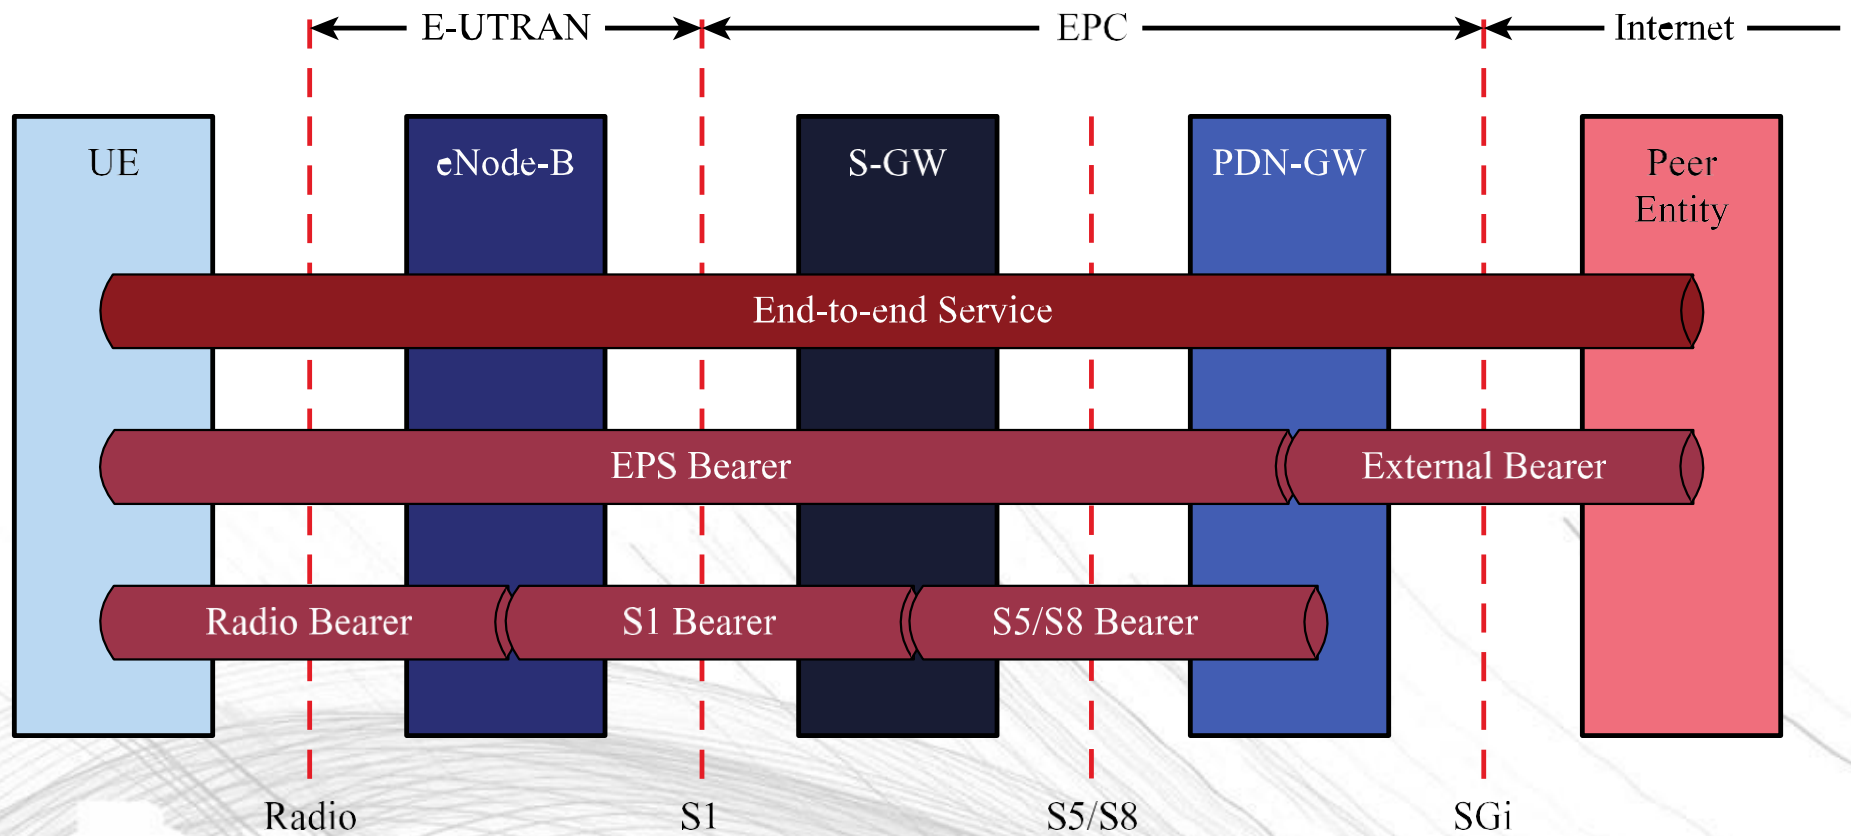 E-UTRAN EPC Internet
UE eNode-B S-GW PDN-GW Peer
Entity
End-to-end Service
EPS Bearer External Bearer
Radio Bearer S1 Bearer S5/S8 Bearer
Radio S1 S5/S8 SGi